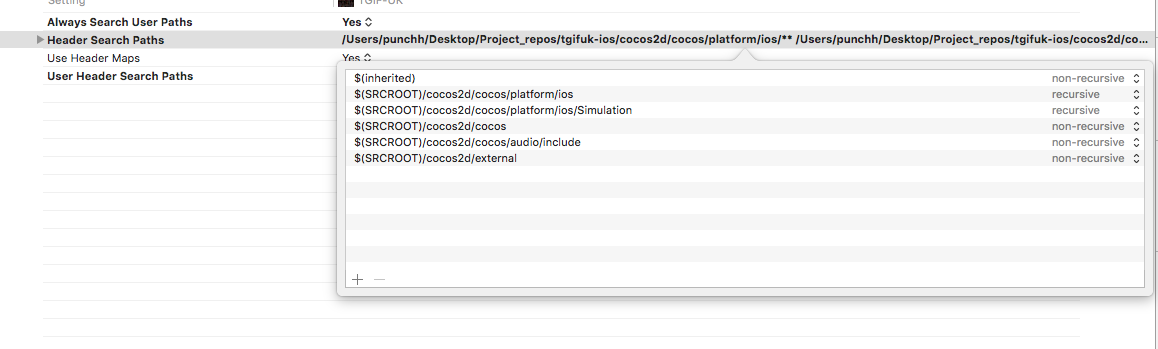 Setting TGIF-UK
Always Search User Paths Yes
Header Search Paths /Users/punchh/Desktop/Project_repos/tgifuk-ios/cocos2d/cocos/platform/ios/** /Users/punchh/Desktop/Project_repos/tgifuk-ios/cocos2d/co...
Use Header Maps Yes
User Header Search Paths
$(inherited) non-recursive
$(SRCROOT)/cocos2d/cocos/platform/ios recursive
$(SRCROOT)/cocos2d/cocos/platform/ios/Simulation recursive
$(SRCROOT)/cocos2d/cocos non-recursive
$(SRCROOT)/cocos2d/cocos/audio/include non-recursive
$(SRCROOT)/cocos2d/external non-recursive